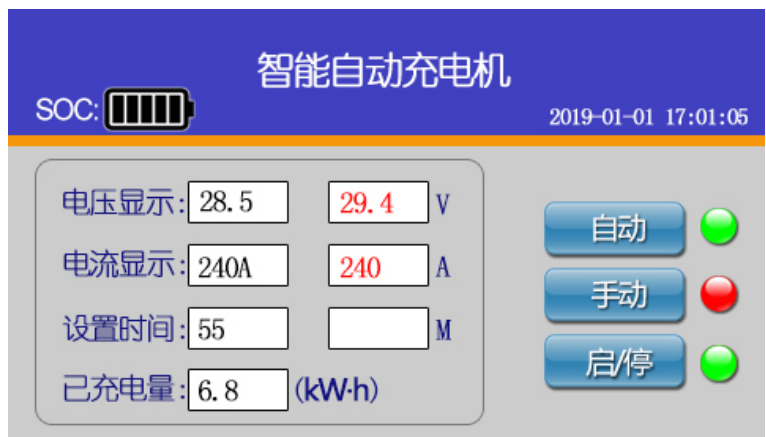 智能自动充电机
SOC:
2019-01-01 17:01:05
电压显示: 28.5 29.4 V
自动
电流显示: 240A 240 A
手动
设置时间: 55 M
启/停
已充电量: 6.8 (kW·h)